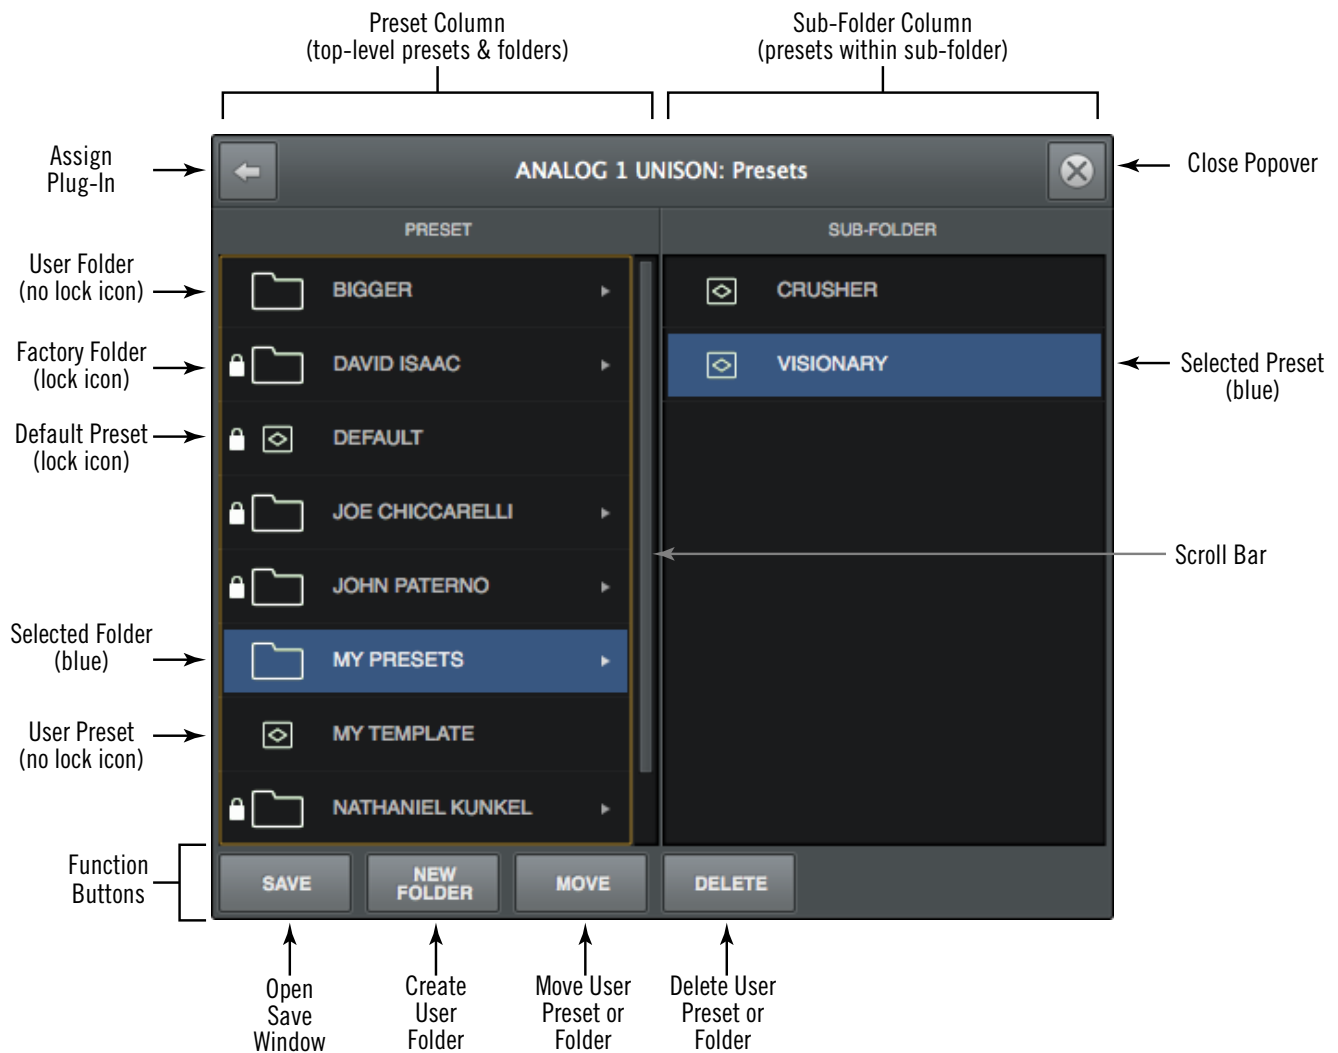 Preset Column
(top-level presets & folders)
Sub-Folder Column
(presets within sub-folder)
Assign
Plug-In
ANALOG 1 UNISON: Presets
Close Popover
PRESET
SUB-FOLDER
User Folder
(no lock icon)
BIGGER
CRUSHER
Factory Folder
(lock icon)
DAVID ISAAC
VISIONARY
Selected Preset
(blue)
Default Preset
(lock icon)
DEFAULT
JOE CHICCARELLI
Scroll Bar
JOHN PATERNO
Selected Folder
(blue)
MY PRESETS
User Preset
(no lock icon)
MY TEMPLATE
NATHANIEL KUNKEL
Function
Buttons
SAVE
NEW
FOLDER
MOVE
DELETE
Open
Save
Window
Create
User
Folder
Move User
Preset or
Folder
Delete User
Preset or
Folder